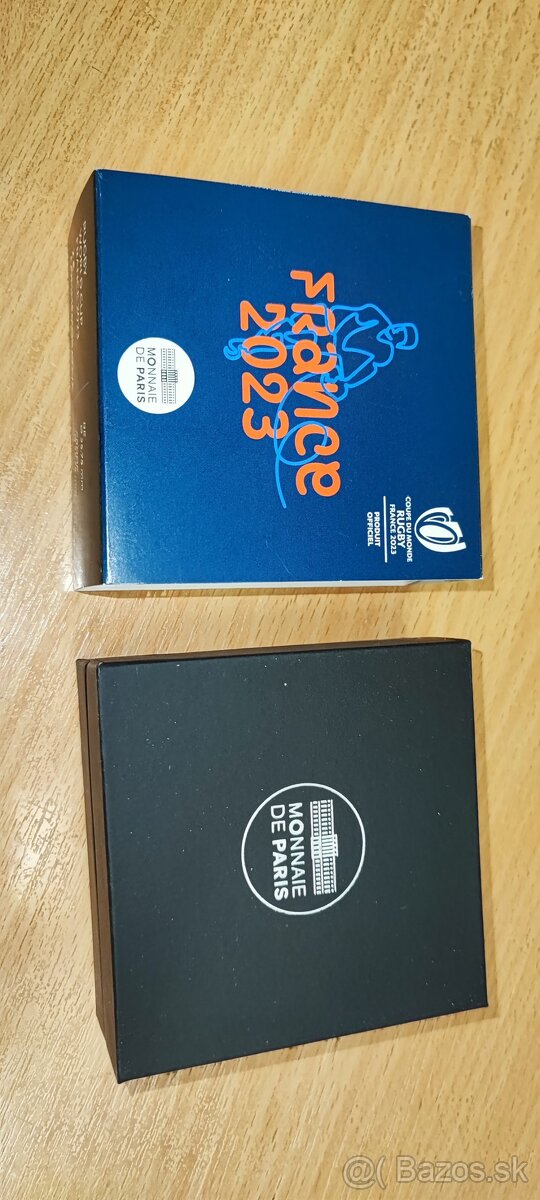 FRANCE
2023
MONNAIE
DE PARIS
COUPE DU MONDE
RUGBY
FRANCE 2023
PRODUIT
OFFICIEL
MONNAIE
DE PARIS
@( Bazos.sk